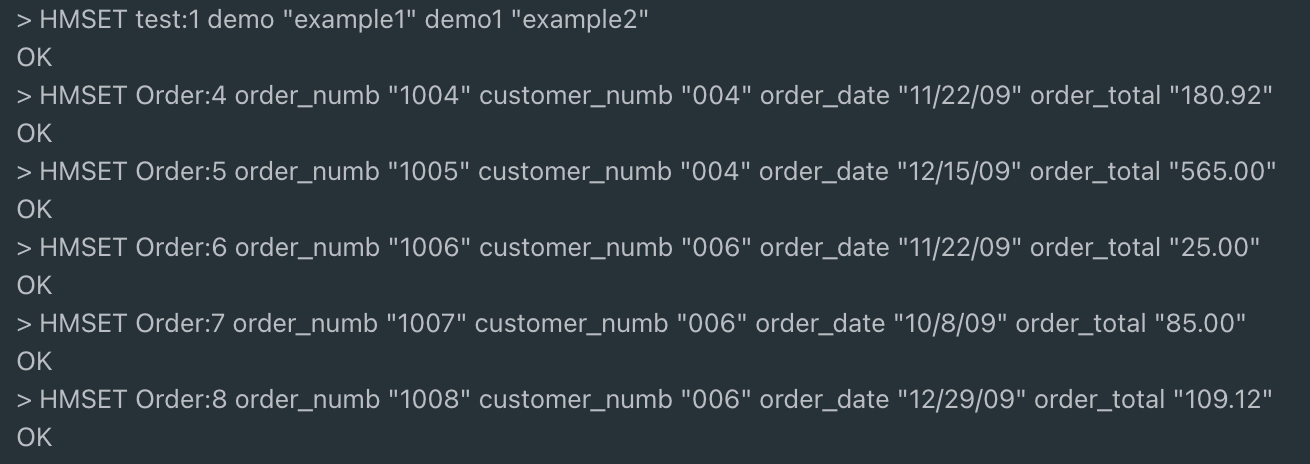 > HMSET test:1 demo "example1" demo1 "example2"
OK
> HMSET Order:4 order_numb "1004" customer_numb "004" order_date "11/22/09" order_total "180.92"
OK
> HMSET Order:5 order_numb "1005" customer_numb "004" order_date "12/15/09" order_total "565.00"
OK
> HMSET Order:6 order_numb "1006" customer_numb "006" order_date "11/22/09" order_total "25.00"
OK
> HMSET Order:7 order_numb "1007" customer_numb "006" order_date "10/8/09" order_total "85.00"
OK
> HMSET Order:8 order_numb "1008" customer_numb "006" order_date "12/29/09" order_total "109.12"
OK